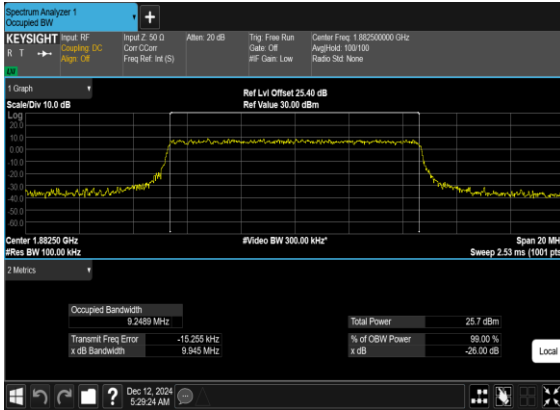 Spectrum Analyzer 1
Occupied BW
+
KEYSIGHT
R T
LXI
Input: RF
Coupling: DC
Align: Off
Input Z: 50 Ω
Corr CCorr
Freq Ref: Int (S)
Atten: 20 dB
Trig: Free Run
Gate: Off
#IF Gain: Low
Center Freq: 1.882500000 GHz
Avg|Hold: 100/100
Radio Std: None
1 Graph
Scale/Div 10.0 dB
Ref Lvl Offset 25.40 dB
Ref Value 30.00 dBm
Log
20.0
10.0
0.00
-10.0
-20.0
-30.0
-40.0
-50.0
-60.0
Center 1.88250 GHz
#Res BW 100.00 kHz
#Video BW 300.00 kHz*
Span 20 MH
Sweep 2.53 ms (1001 pts
2 Metrics
Occupied Bandwidth
9.2489 MHz
Transmit Freq Error -15.255 kHz
x dB Bandwidth 9.945 MHz
Total Power 25.7 dBm
% of OBW Power 99.00 %
x dB -26.00 dB
Local
?
Dec 12, 2024
5:29:24 AM